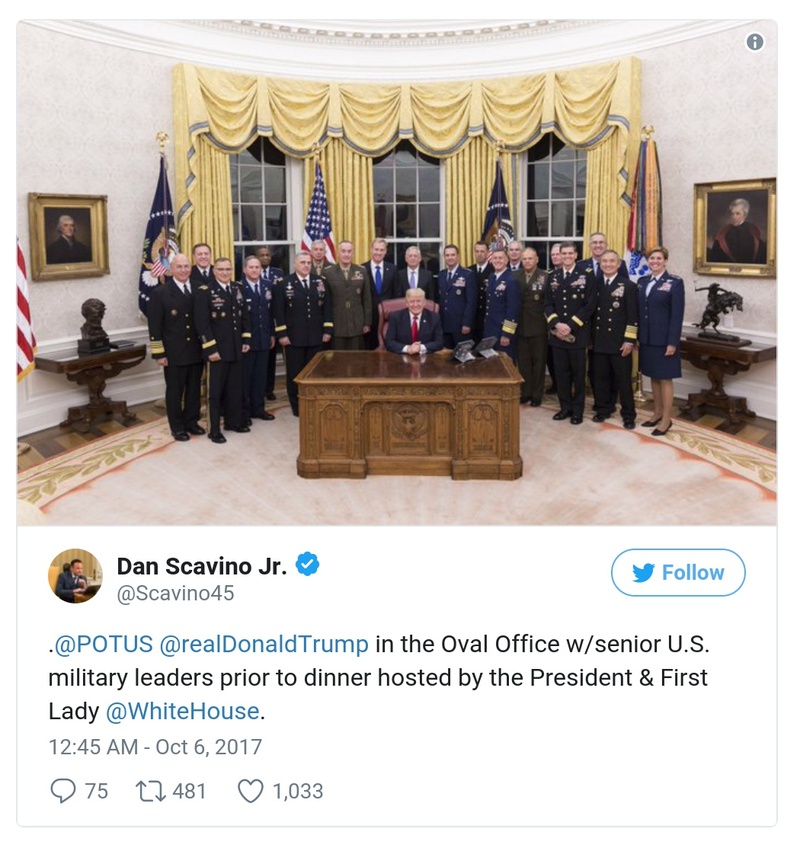 Dan Scavino Jr.
@Scavino45
Follow
.@POTUS @realDonaldTrump in the Oval Office w/senior U.S.
military leaders prior to dinner hosted by the President & First
Lady @WhiteHouse.
12:45 AM - Oct 6, 2017
75 481 1,033